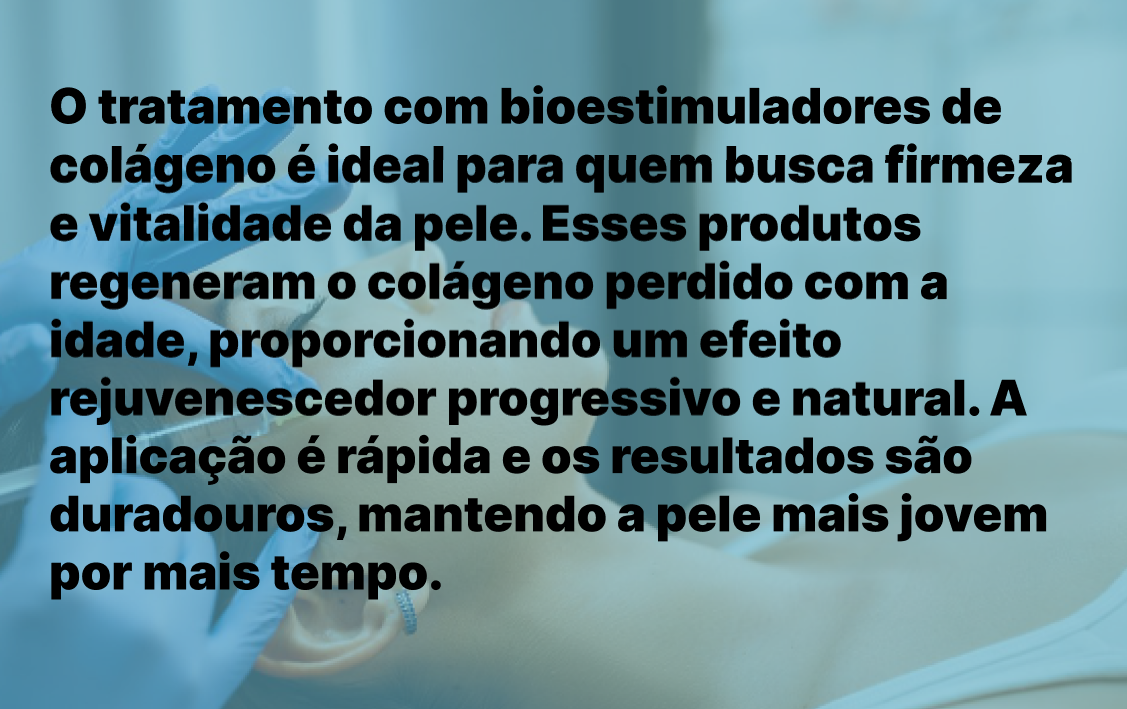 O tratamento com bioestimuladores de
colágeno é ideal para quem busca firmeza
e vitalidade da pele. Esses produtos
regeneram o colágeno perdido com a
idade, proporcionando um efeito
rejuvenescedor progressivo e natural. A
aplicação é rápida e os resultados são
duradouros, mantendo a pele mais jovem
por mais tempo.